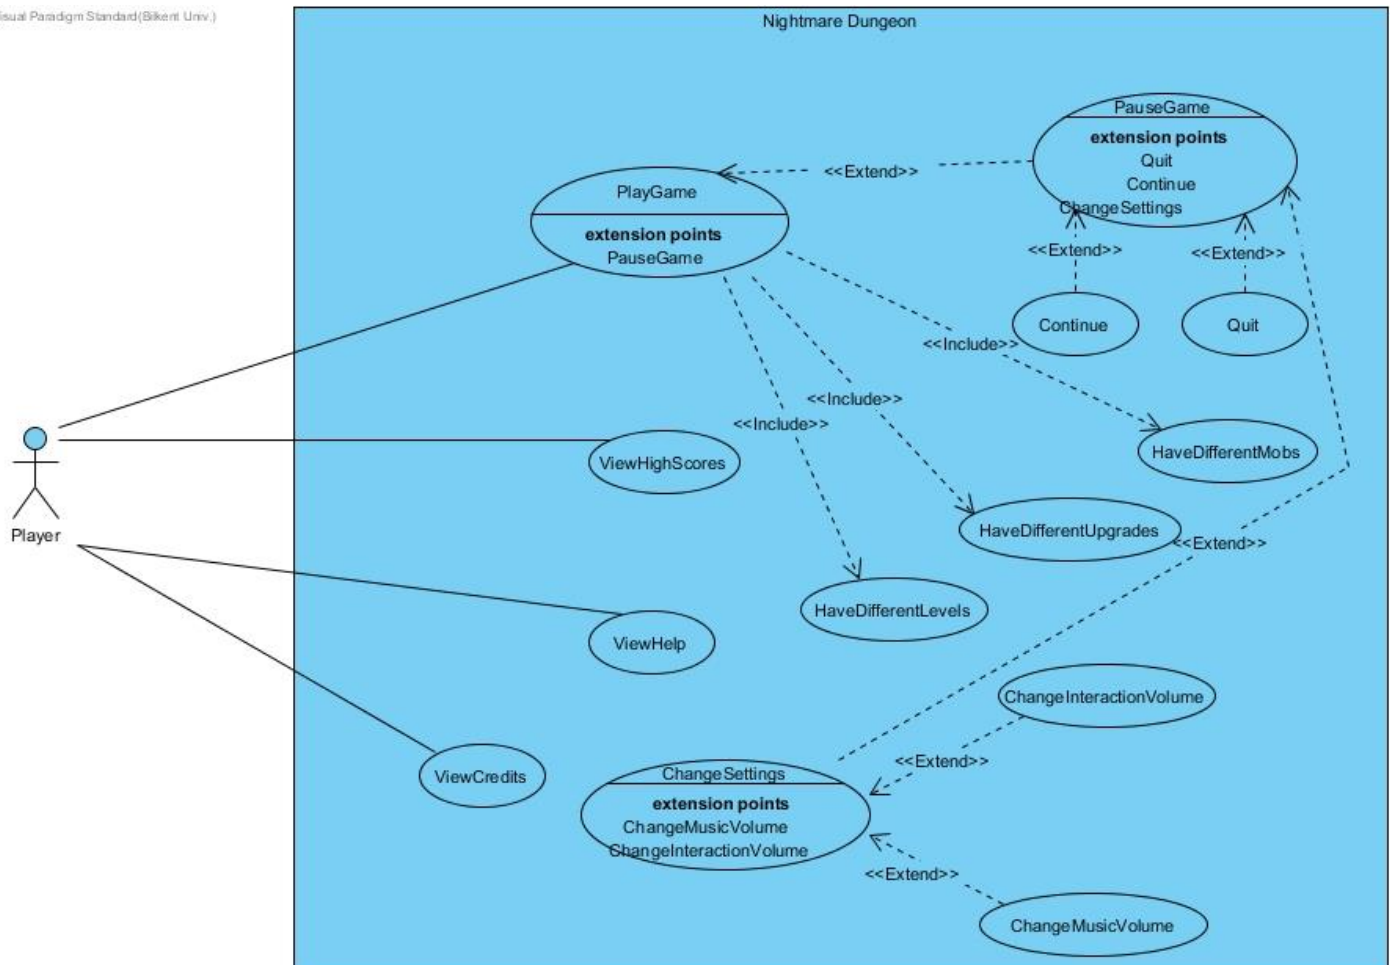 isual Paradigm Standard(Bilkent Univ.)
Nightmare Dungeon
PauseGame
extension points
Quit
Continue
ChangeSettings
<<Extend>>
PlayGame
extension points
PauseGame
<<Extend>>
<<Extend>>
Continue
Quit
<<Include>>
<<Include>>
<<Include>>
HaveDifferentMobs
ViewHighScores
Player
HaveDifferentUpgrades
<<Extend>>
HaveDifferentLevels
ViewHelp
ChangeInteractionVolume
<<Extend>>
ViewCredits
ChangeSettings
extension points
ChangeMusicVolume
ChangeInteractionVolume
<<Extend>>
ChangeMusicVolume